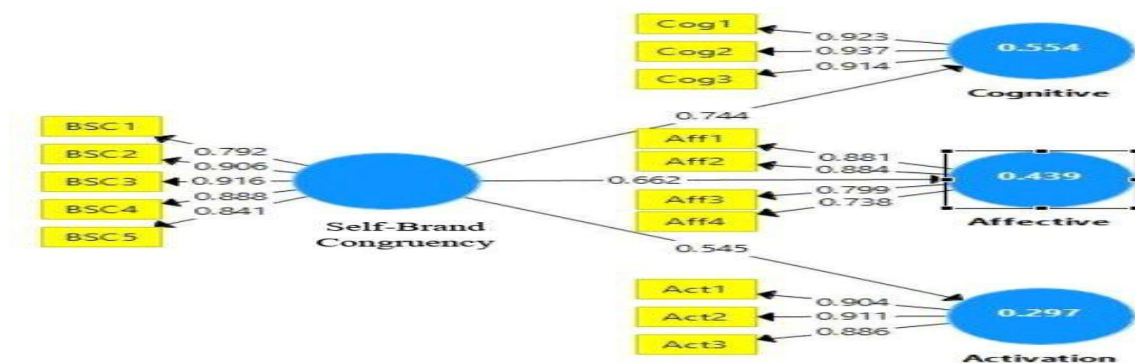 Cog1
0.923
0.554
Cog2
0.937
Cog3
0.914
Cognitive
0.744
BSC1
0.792
Aff1
0.881
BSC2
0.906
Aff2
0.884
BSC3
0.916
0.662
0.439
BSC4
0.888
Aff3
0.799
BSC5
0.841
Aff4
0.738
Affective
Self-Brand
Congruency
0.545
Act1
0.904
Act2
0.911
0.297
Act3
0.886
Activation